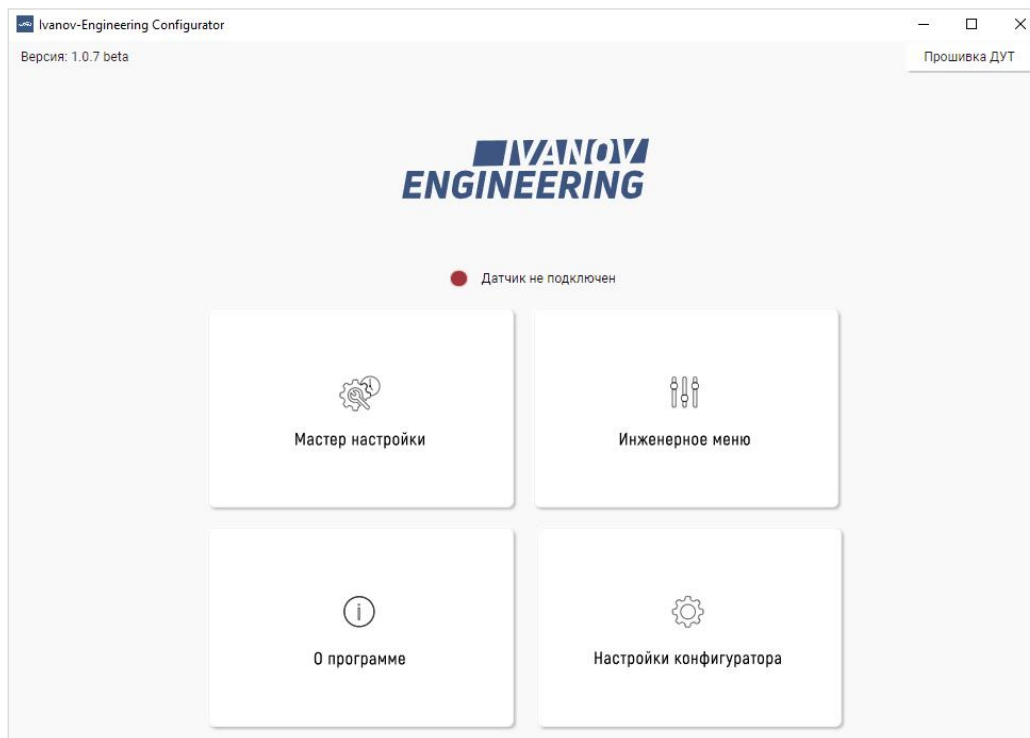 Ivanov-Engineering Configurator
Версия: 1.0.7 beta
Прошивка ДУТ
IVANOV
ENGINEERING
Датчик не подключен
Мастер настройки
Инженерное меню
О программе
Настройки конфигуратора